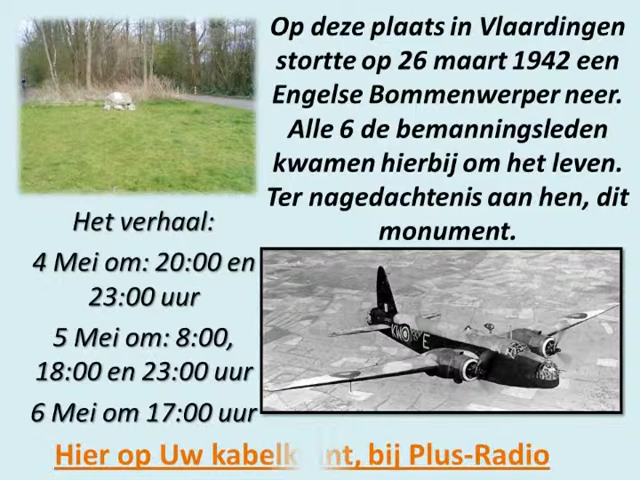 Op deze plaats in Vlaardingen
stortte op 26 maart 1942 een
Engelse Bommenwerper neer.
Alle 6 de bemanningsleden
kwamen hierbij om het leven.
Ter nagedachtenis aan hen, dit
monument.
Het verhaal:
4 Mei om: 20:00 en
23:00 uur
5 Mei om: 8:00,
18:00 en 23:00 uur
6 Mei om 17:00 uur
KW E
Hier op Uw bij Plus-Radio